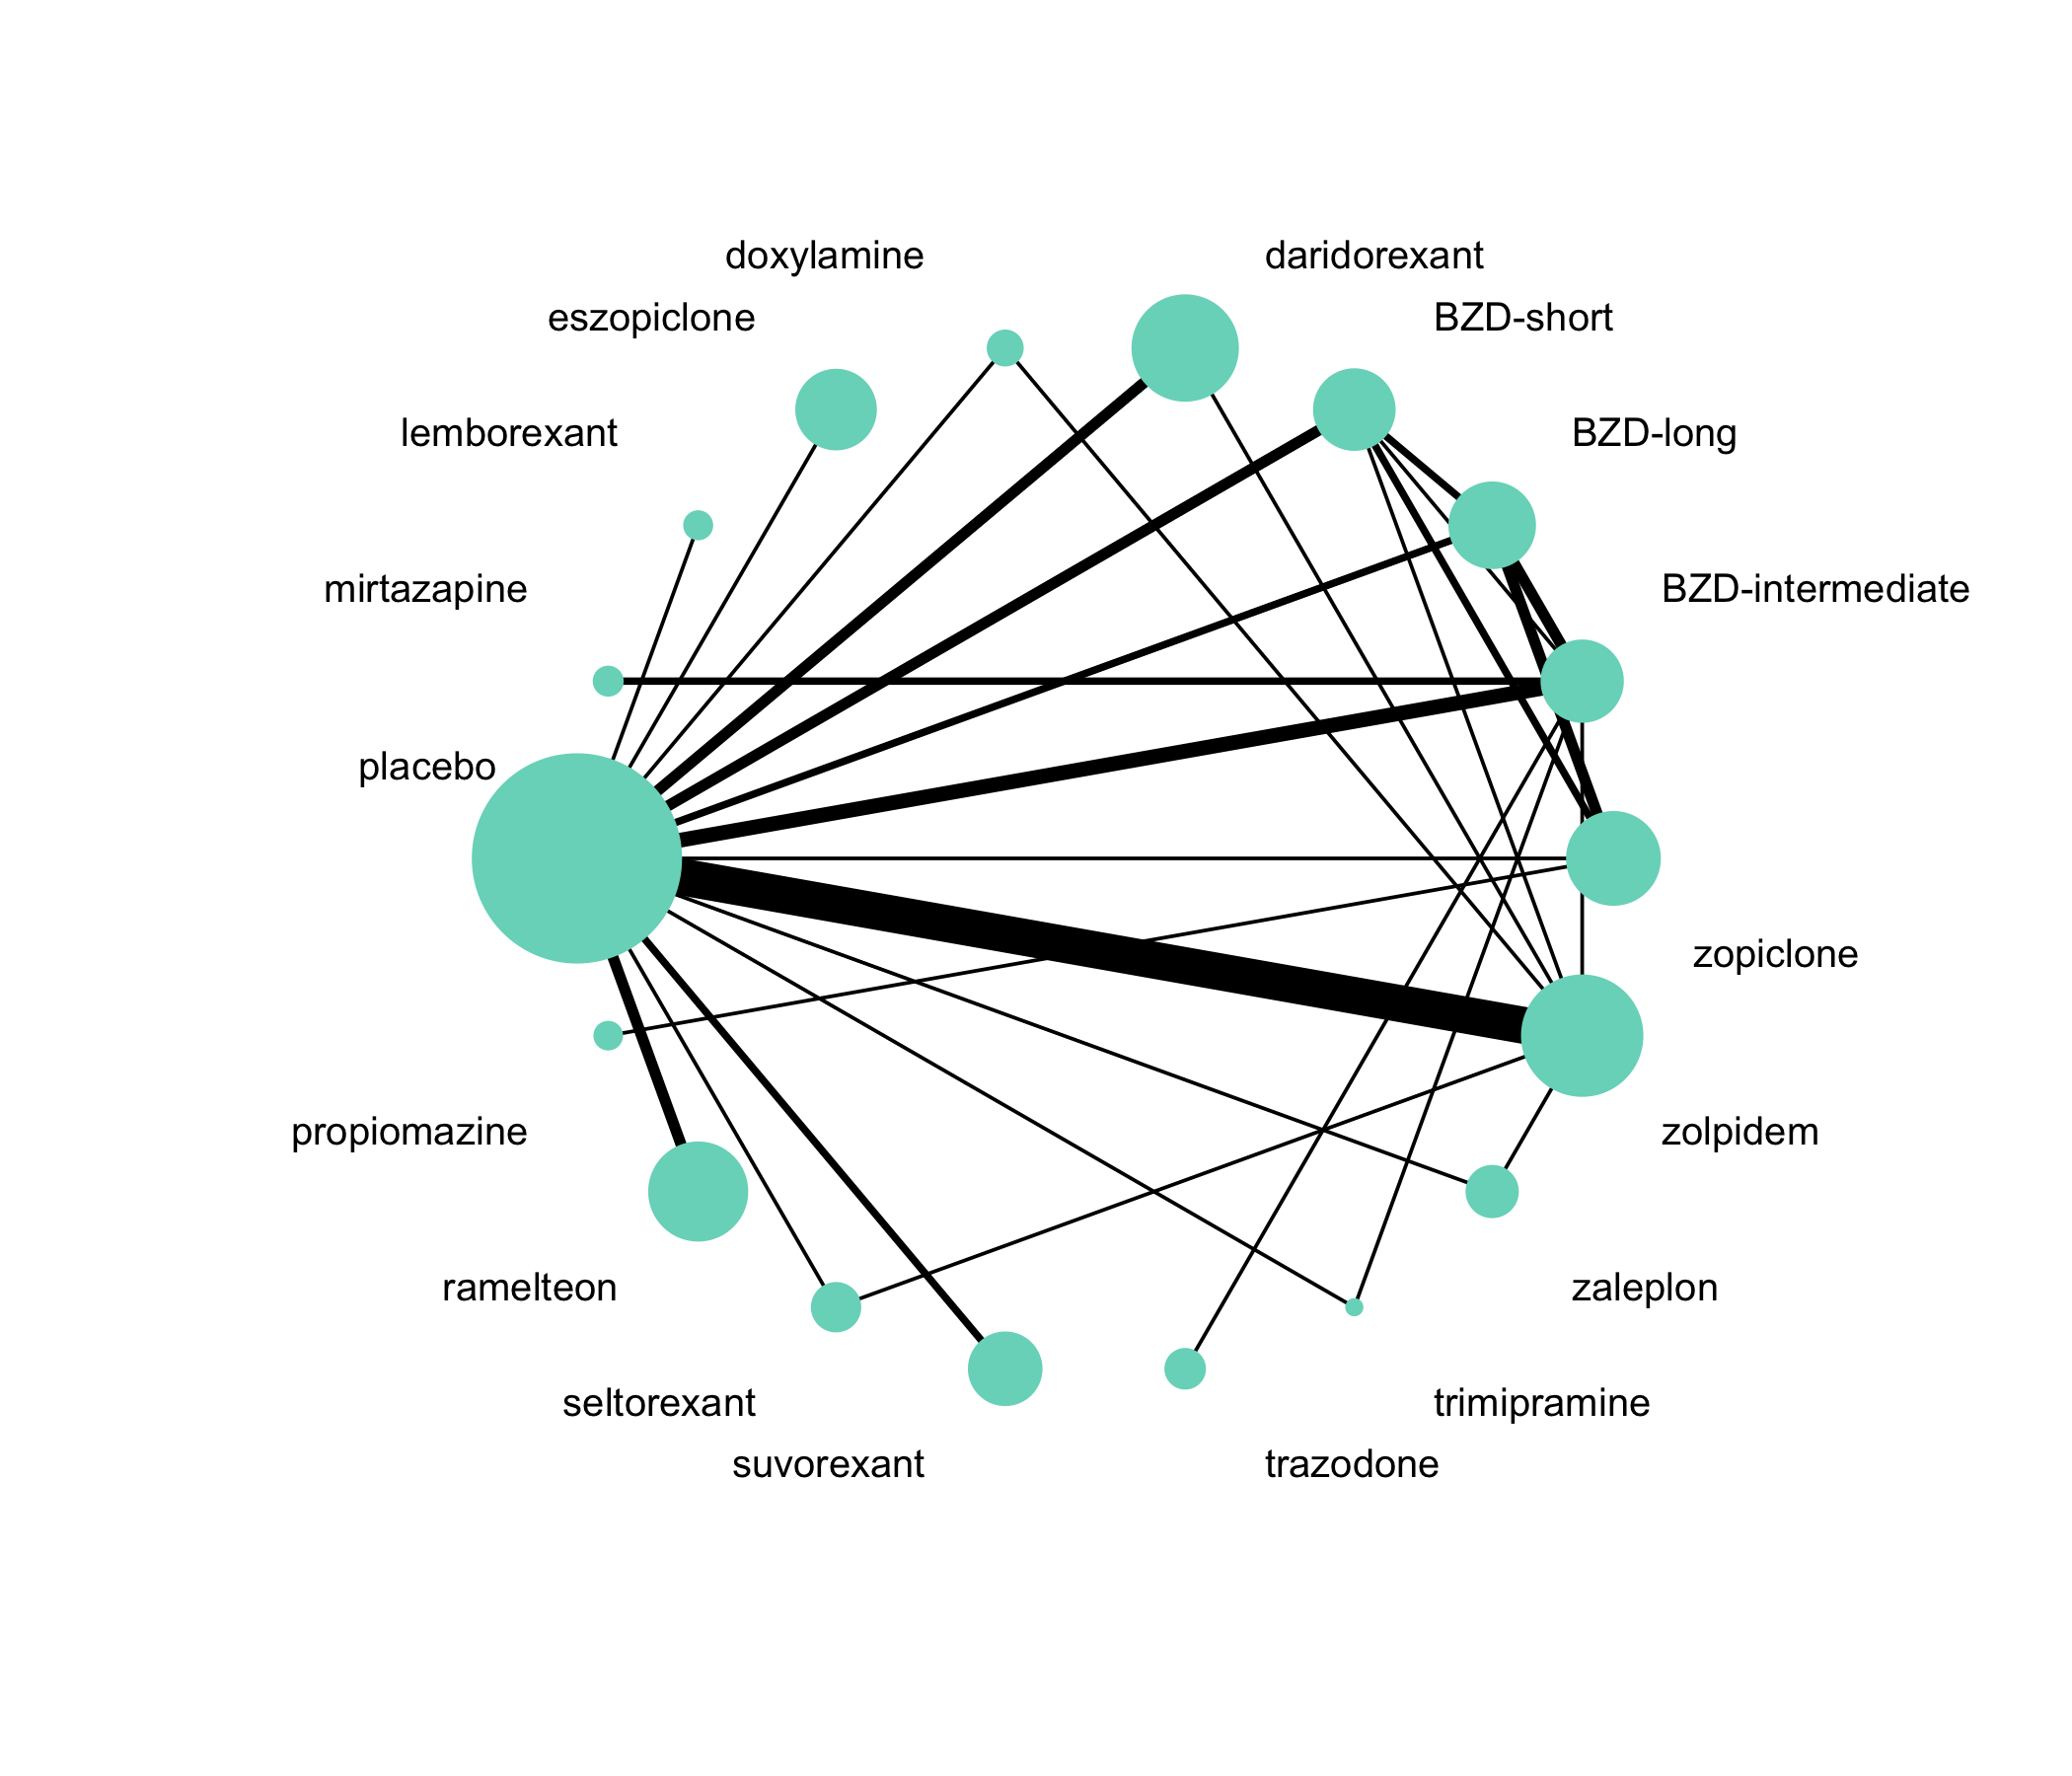 doxylamine
daridorexant
eszopiclone
BZD-short
lemborexant
BZD-long
mirtazapine
BZD-intermediate
placebo
zopiclone
propiomazine
zolpidem
ramelteon
zaleplon
seltorexant
trimipramine
suvorexant
trazodone